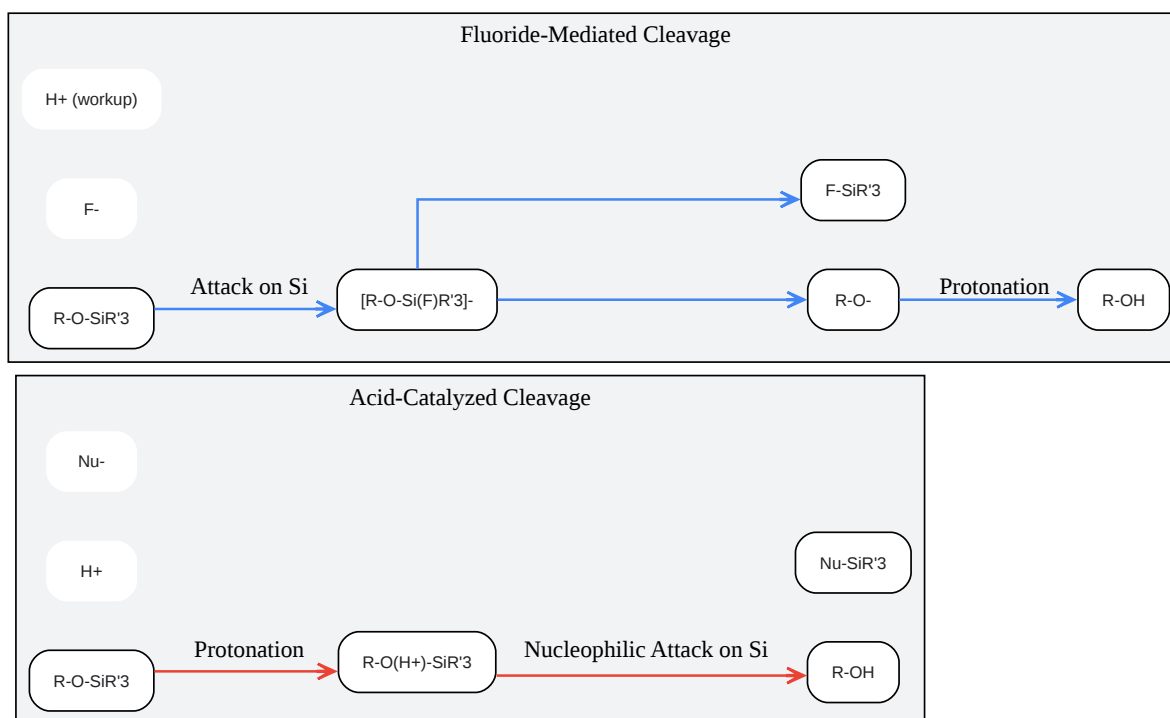 Fluoride-Mediated Cleavage
H+ (workup)
F-
F-SiR'3
R-O-SiR'3
Attack on Si
[R-O-Si(F)R'3]-
R-O-
Protonation
R-OH
Acid-Catalyzed Cleavage
Nu-
H+
Nu-SiR'3
R-O-SiR'3
Protonation
R-O(H+)-SiR'3
Nucleophilic Attack on Si
R-OH